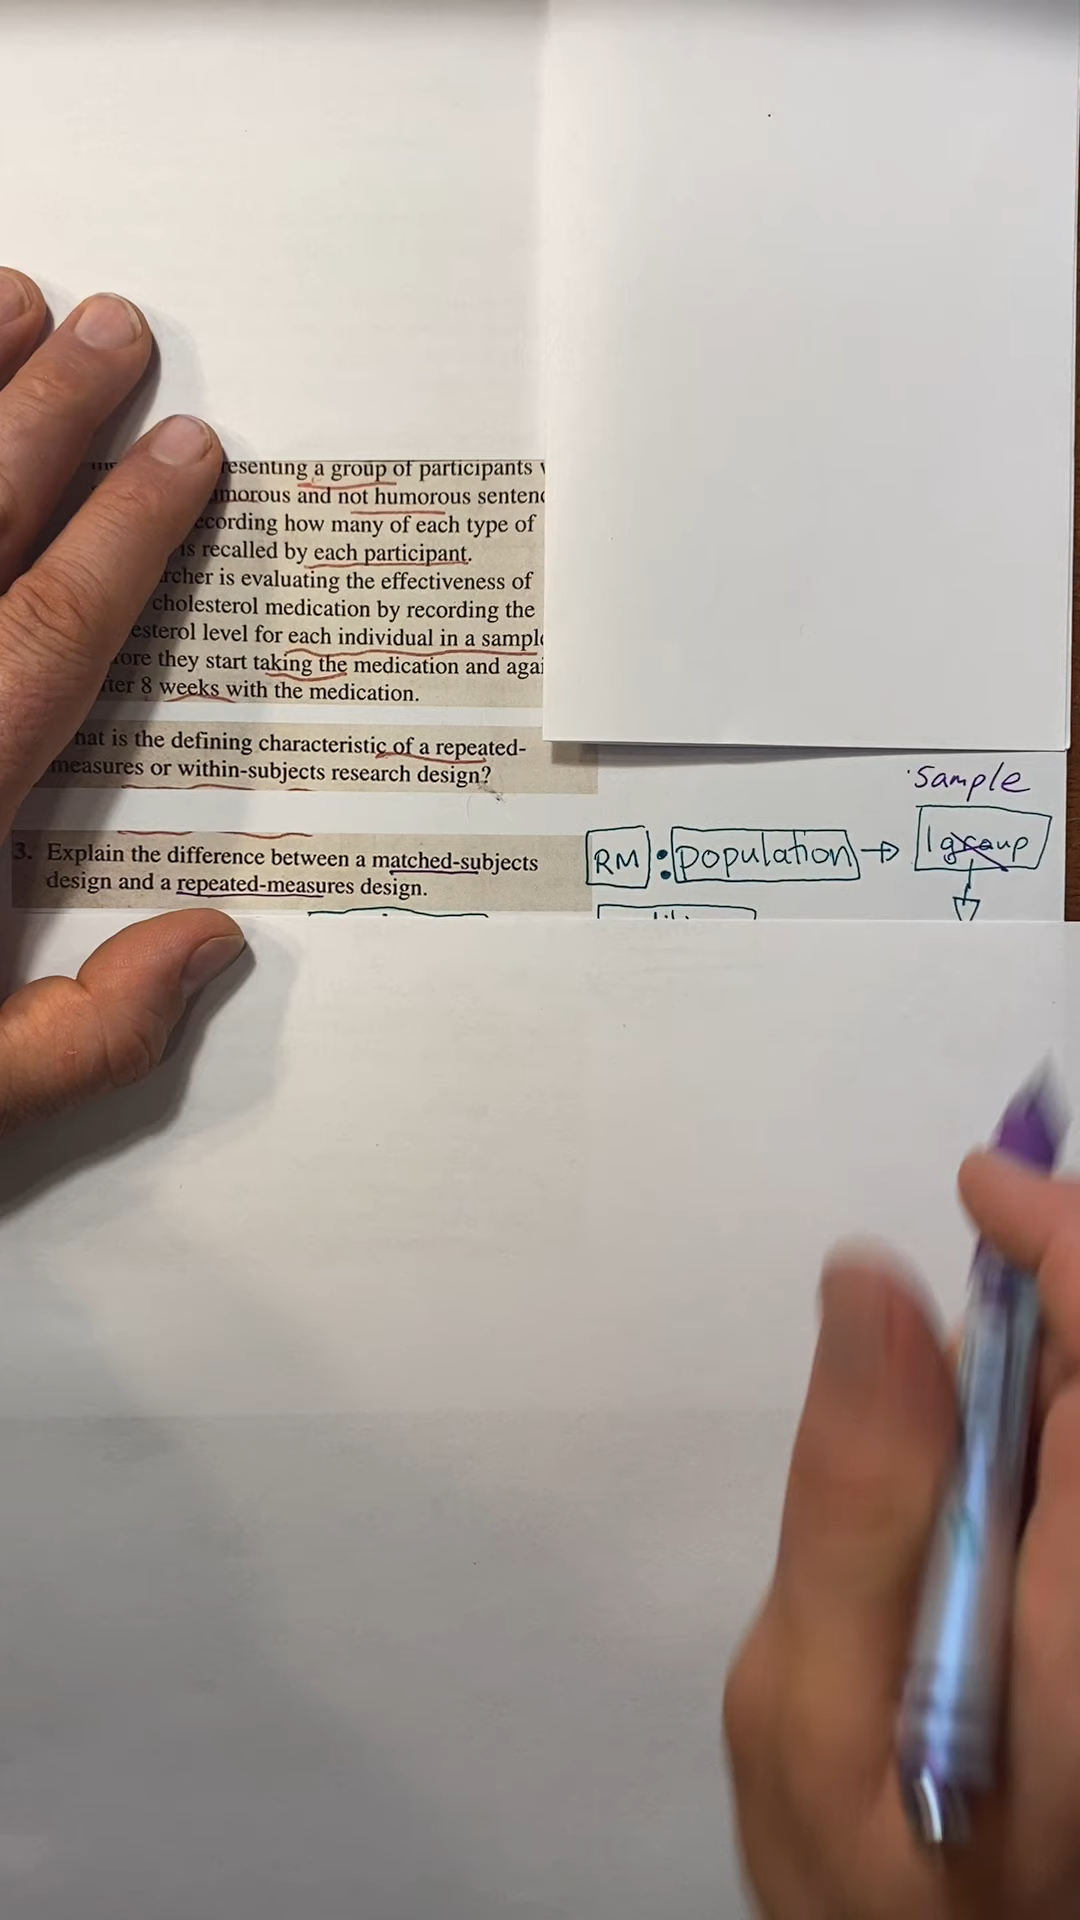 resenting a group of participants
morous and not humorous senten
ecording how many of each type of
is recalled by each participant.
rcher is evaluating the effectiveness of
cholesterol medication by recording the
esterol level for each individual in a sampl
fore they start taking the medication and agai
fter 8 weeks with the medication.
hat is the defining characteristic of a repeated-
measures or within-subjects research design?
sample
RM : population → 1 group
3. Explain the difference between a matched-subjects
design and a repeated-measures design.